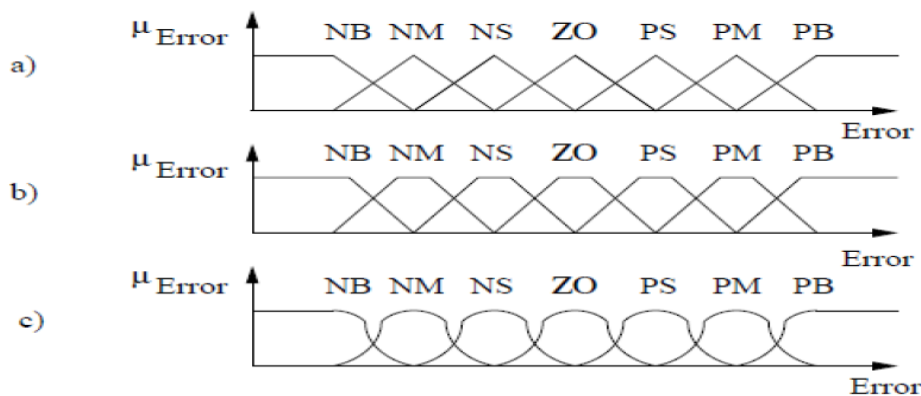 NB NM NS ZO PS PM PB
μ Error
a)
Error
NB NM NS ZO PS PM PB
μ Error
b)
Error
NB NM NS ZO PS PM PB
μ Error
c)
Error